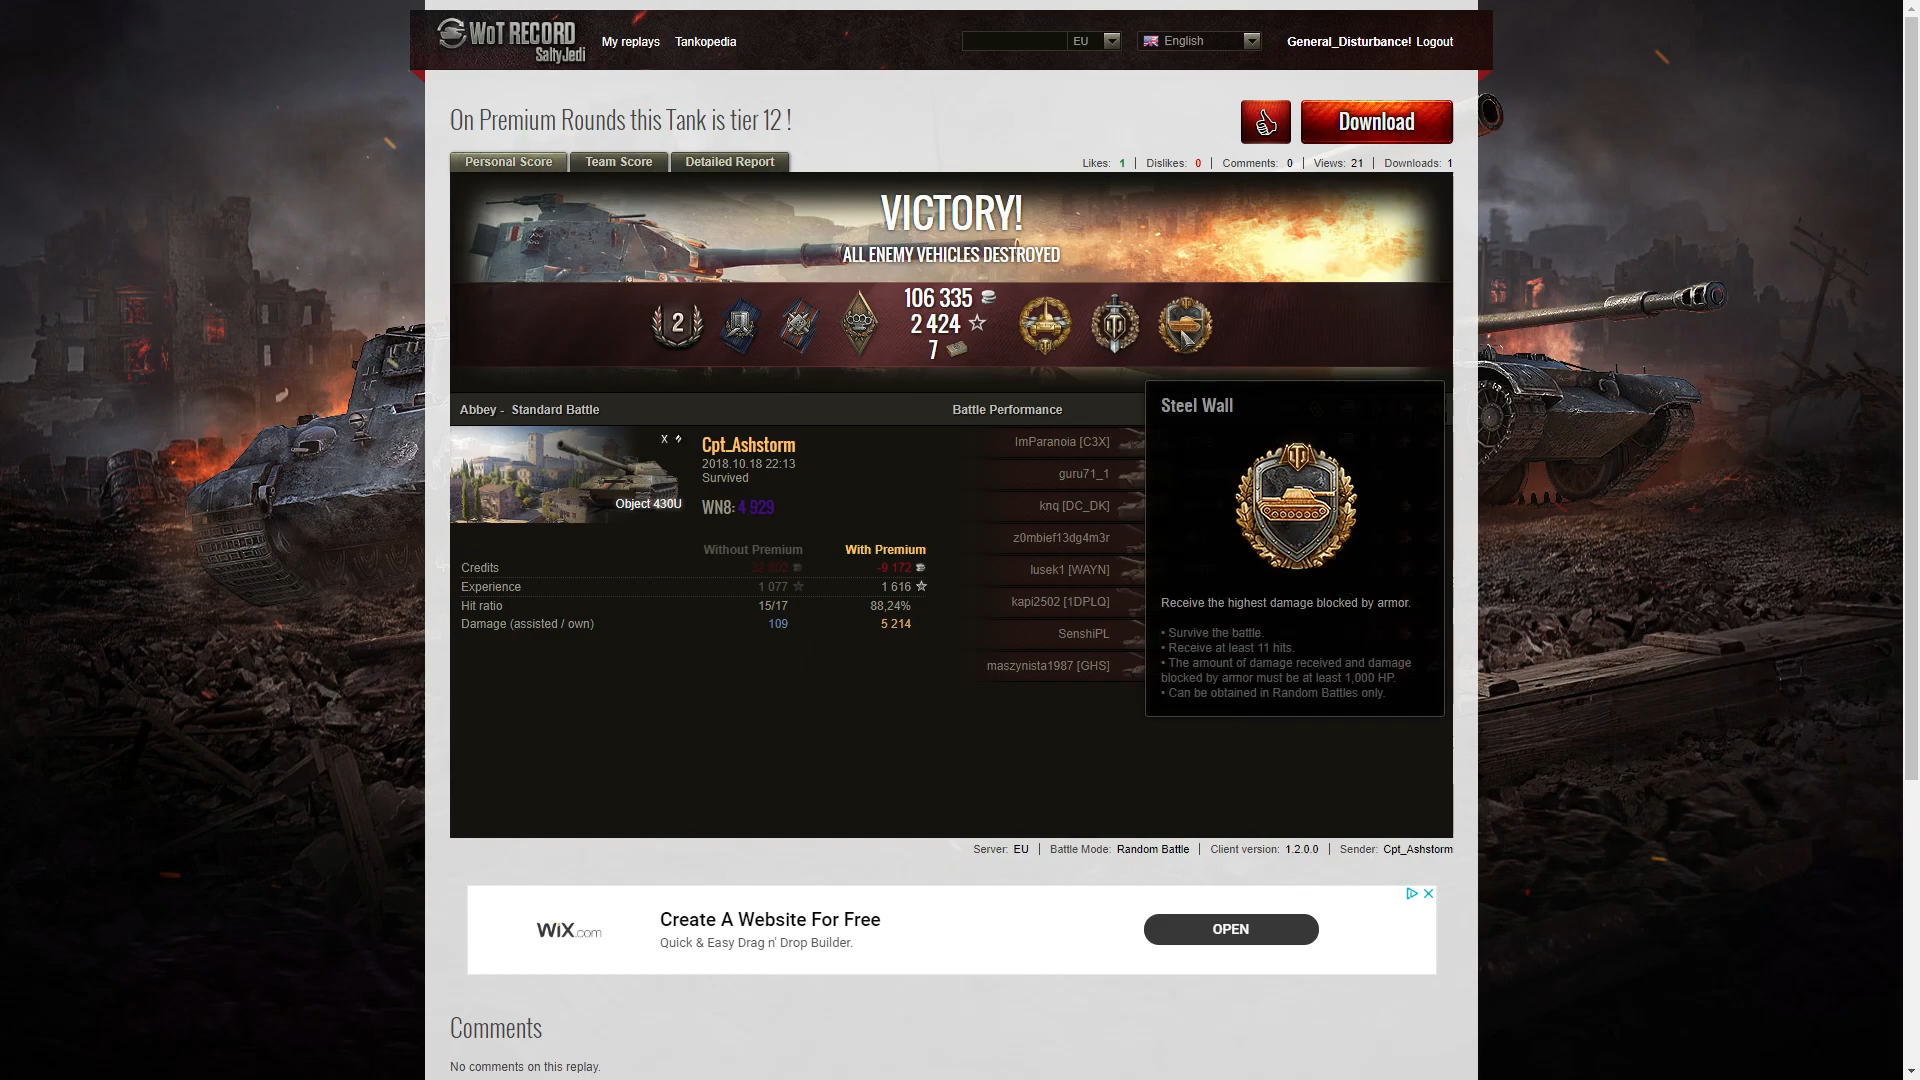 WoT RECORD
SaltyJedi
My replays
Tankopedia
EU
English
General_Disturbance! Logout
On Premium Rounds this Tank is tier 12 !
Download
Personal Score
Team Score
Detailed Report
Likes: 1 | Dislikes: 0 | Comments: 0 | Views: 21 | Downloads: 1
VICTORY!
ALL ENEMY VEHICLES DESTROYED
2
106 335
2 424
7
Abbey - Standard Battle
Battle Performance
X
Object 430U
Cpt_Ashstorm
2018.10.18 22:13
Survived
WN8: 4 929
Without Premium
With Premium
Credits -9 172
Experience 1 077 1 616
Hit ratio 15/17 88,24%
Damage (assisted / own) 109 5 214
ImParanoia [C3X]
guru71_1
knq [DC_DK]
z0mbief13dg4m3r
lusek1 [WAYN]
kapi2502 [1DPLQ]
SenshiPL
maszynista1987 [GHS]
Steel Wall
Receive the highest damage blocked by armor.
• Survive the battle.
• Receive at least 11 hits.
• The amount of damage received and damage
blocked by armor must be at least 1,000 HP.
• Can be obtained in Random Battles only.
Server: EU | Battle Mode: Random Battle | Client version: 1.2.0.0 | Sender: Cpt_Ashstorm
WiX.com
Create A Website For Free
Quick & Easy Drag n' Drop Builder.
OPEN
Comments
No comments on this replay.